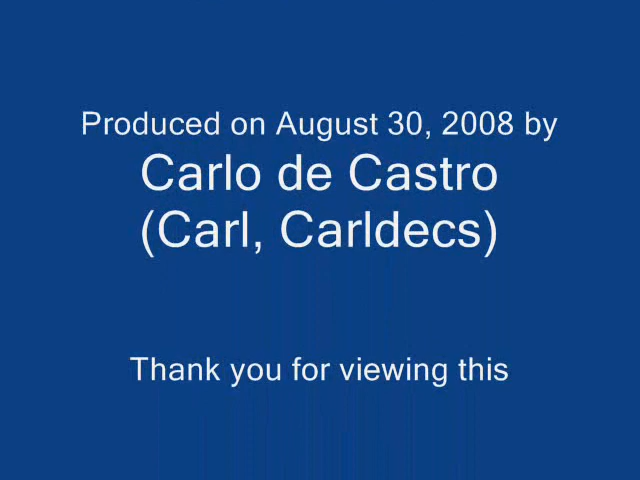 Produced on August 30, 2008 by
Carlo de Castro
(Carl, Carldecs)
Thank you for viewing this